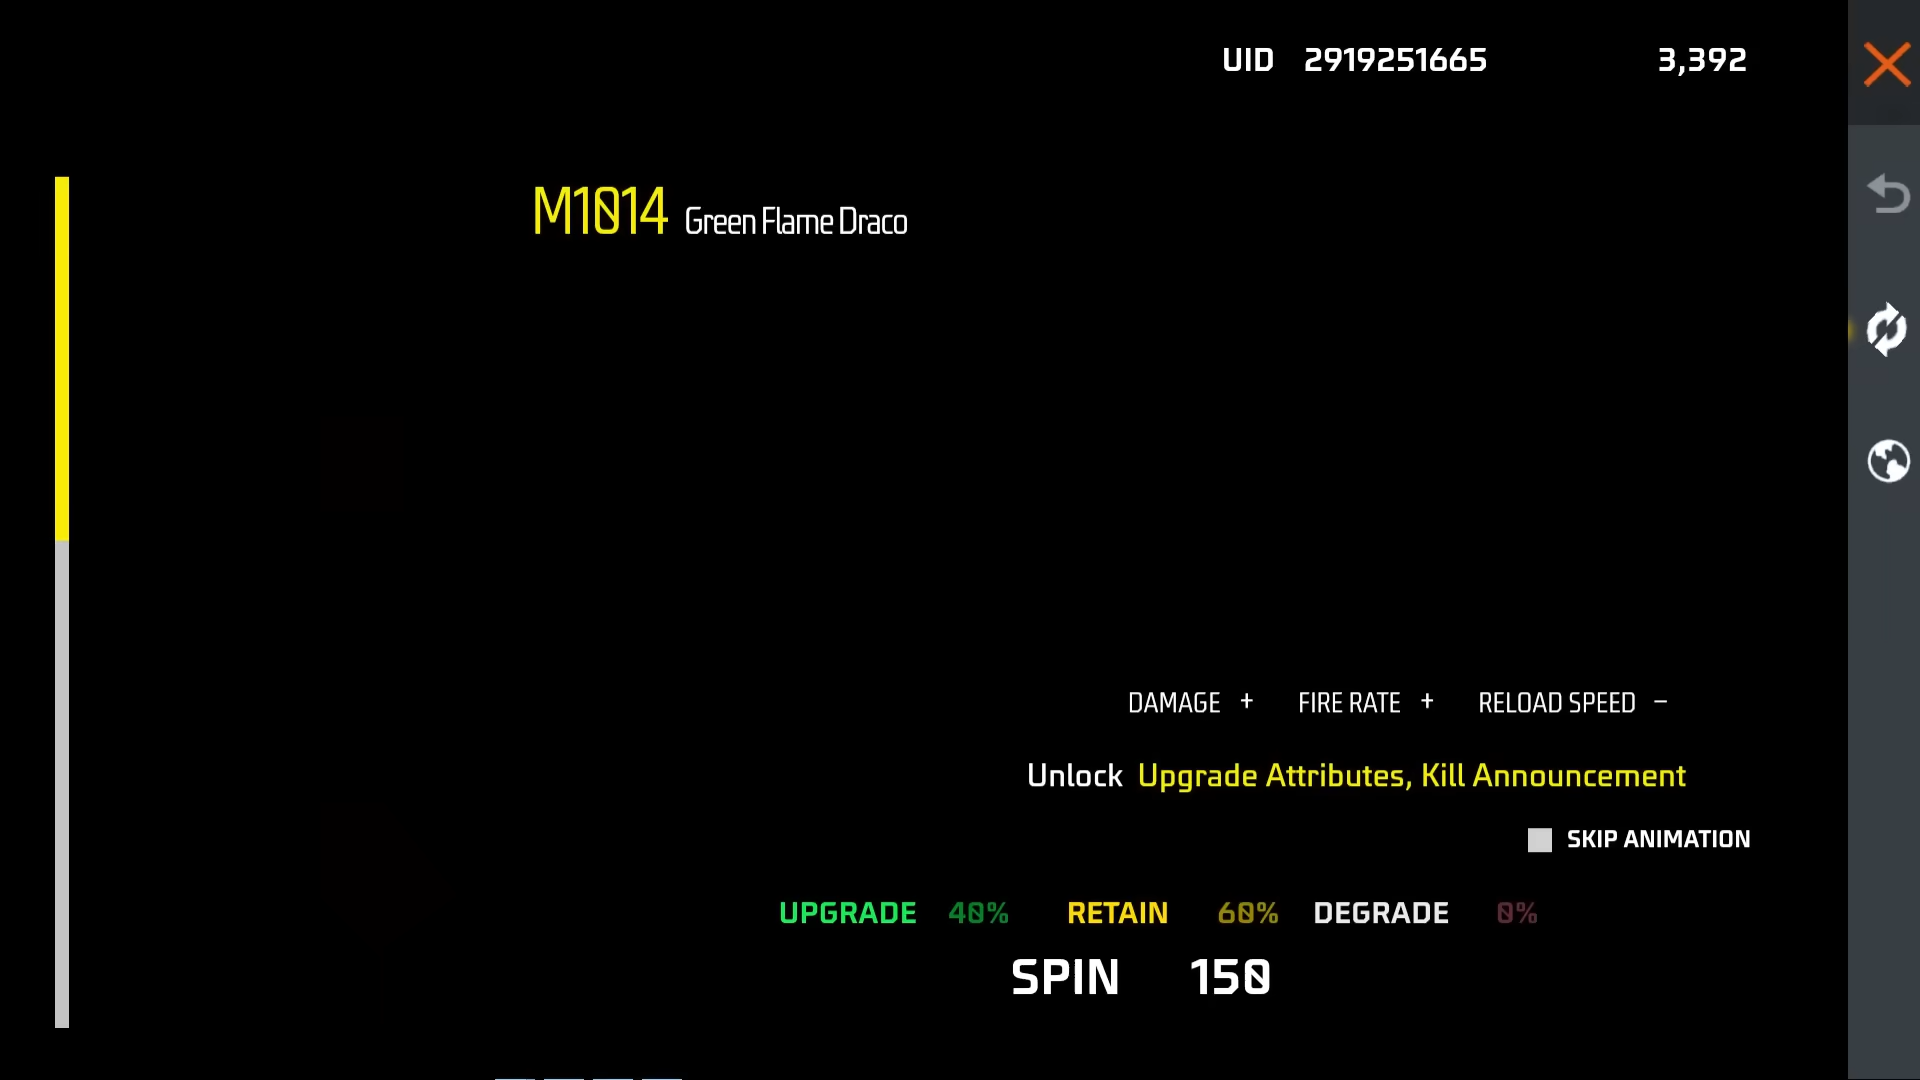 UID 2919251665 3,392
M1014 Green Flame Draco
DAMAGE + FIRE RATE + RELOAD SPEED −
Unlock Upgrade Attributes, Kill Announcement
SKIP ANIMATION
UPGRADE 40% RETAIN 60% DEGRADE 0%
SPIN 150